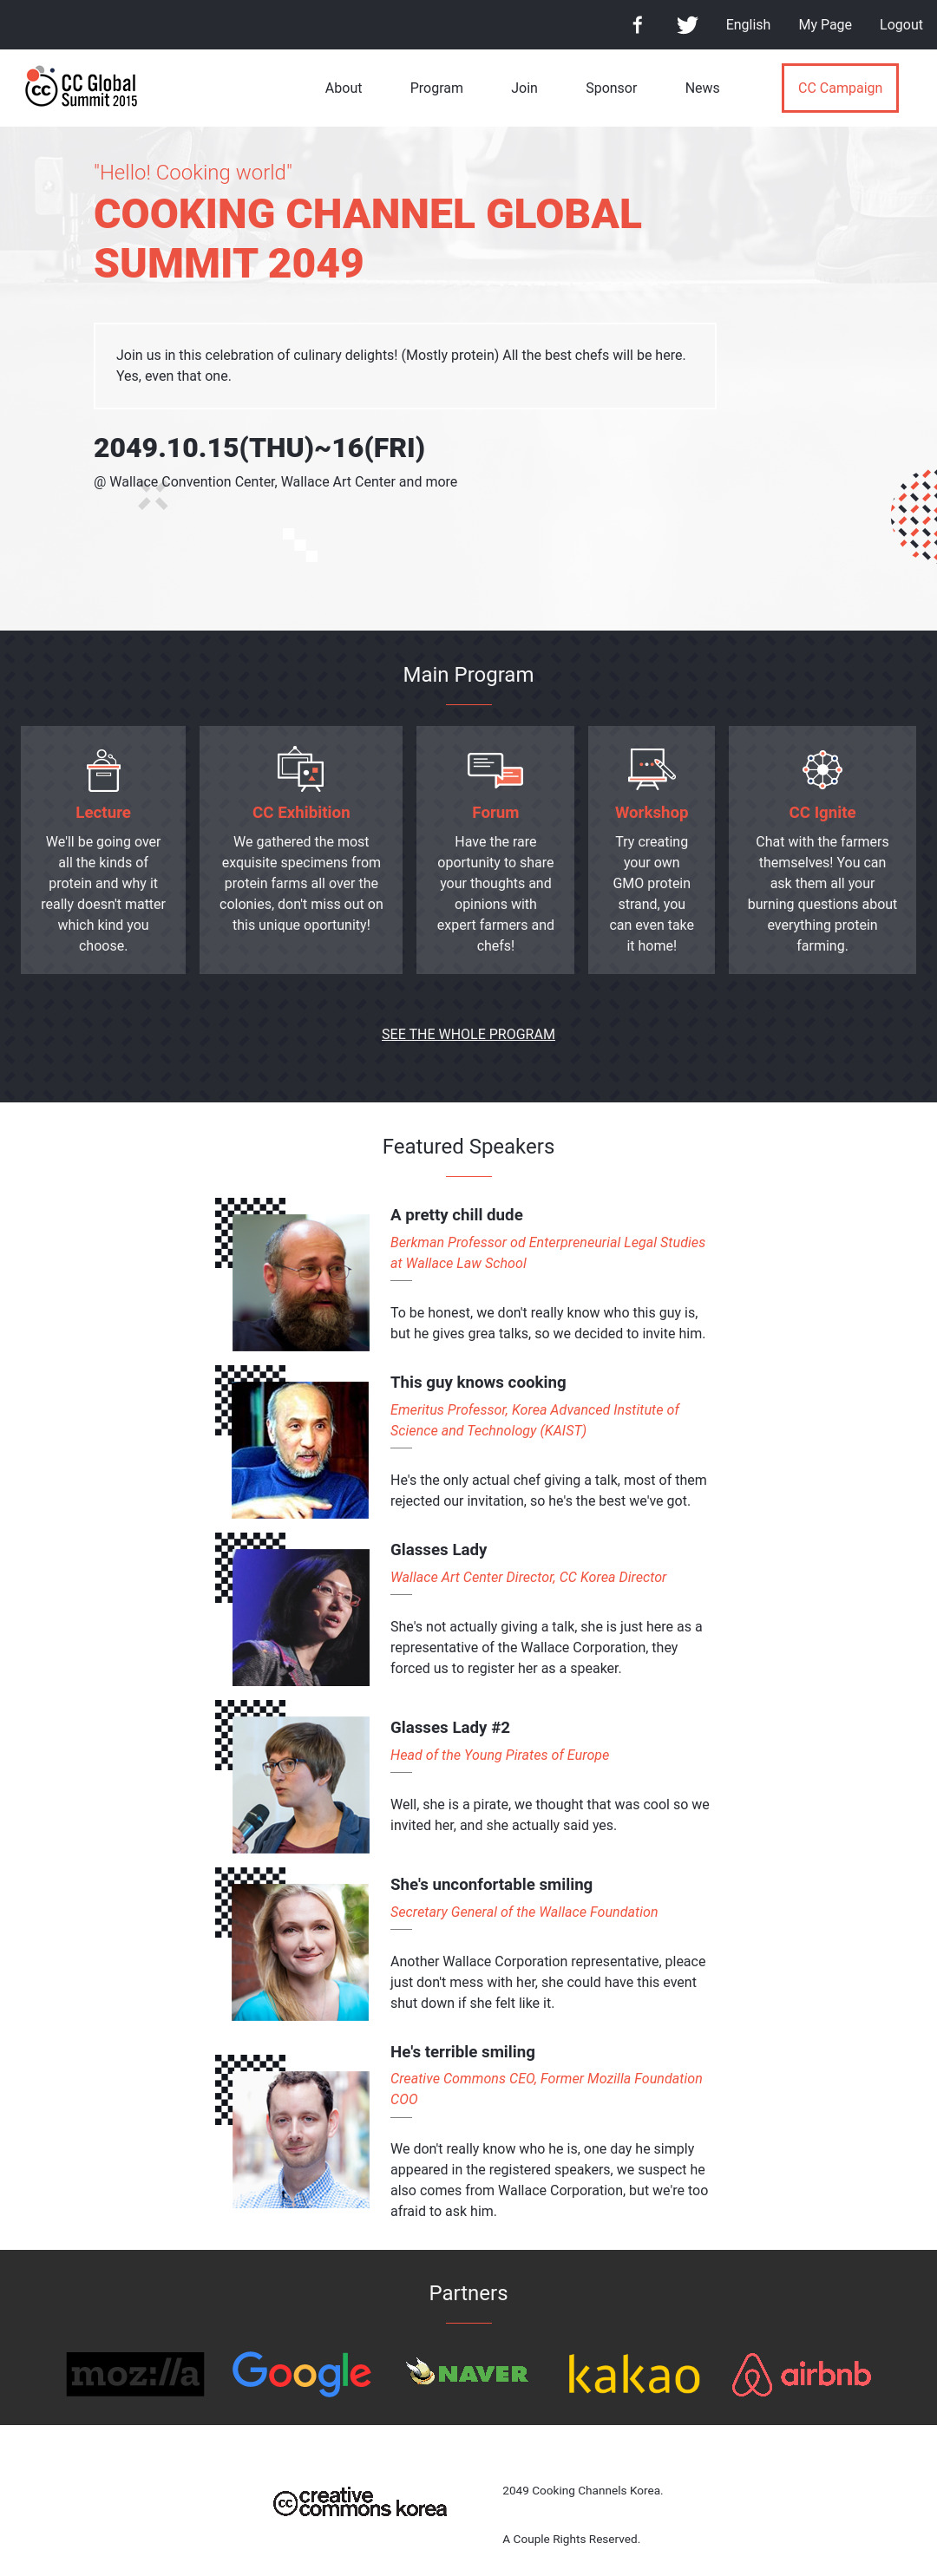 English My Page Logout
CC Global
Summit 2015
cc
About Program Join Sponsor News CC Campaign
"Hello! Cooking world"
COOKING CHANNEL GLOBAL
SUMMIT 2049
Join us in this celebration of culinary delights! (Mostly protein) All the best chefs will be here.
Yes, even that one.
2049.10.15(THU)~16(FRI)
@ Wallace Convention Center, Wallace Art Center and more
Main Program
Lecture
We'll be going over
all the kinds of
protein and why it
really doesn't matter
which kind you
choose.
CC Exhibition
We gathered the most
exquisite specimens from
protein farms all over the
colonies, don't miss out on
this unique oportunity!
Forum
Have the rare
oportunity to share
your thoughts and
opinions with
expert farmers and
chefs!
Workshop
Try creating
your own
GMO protein
strand, you
can even take
it home!
CC Ignite
Chat with the farmers
themselves! You can
ask them all your
burning questions about
everything protein
farming.
SEE THE WHOLE PROGRAM
Featured Speakers
A pretty chill dude
Berkman Professor od Enterpreneurial Legal Studies
at Wallace Law School
To be honest, we don't really know who this guy is,
but he gives grea talks, so we decided to invite him.
This guy knows cooking
Emeritus Professor, Korea Advanced Institute of
Science and Technology (KAIST)
He's the only actual chef giving a talk, most of them
rejected our invitation, so he's the best we've got.
Glasses Lady
Wallace Art Center Director, CC Korea Director
She's not actually giving a talk, she is just here as a
representative of the Wallace Corporation, they
forced us to register her as a speaker.
Glasses Lady #2
Head of the Young Pirates of Europe
Well, she is a pirate, we thought that was cool so we
invited her, and she actually said yes.
She's unconfortable smiling
Secretary General of the Wallace Foundation
Another Wallace Corporation representative, pleace
just don't mess with her, she could have this event
shut down if she felt like it.
He's terrible smiling
Creative Commons CEO, Former Mozilla Foundation
COO
We don't really know who he is, one day he simply
appeared in the registered speakers, we suspect he
also comes from Wallace Corporation, but we're too
afraid to ask him.
Partners
moz://a Google NAVER kakao airbnb
cc creative
commons korea
2049 Cooking Channels Korea.
A Couple Rights Reserved.